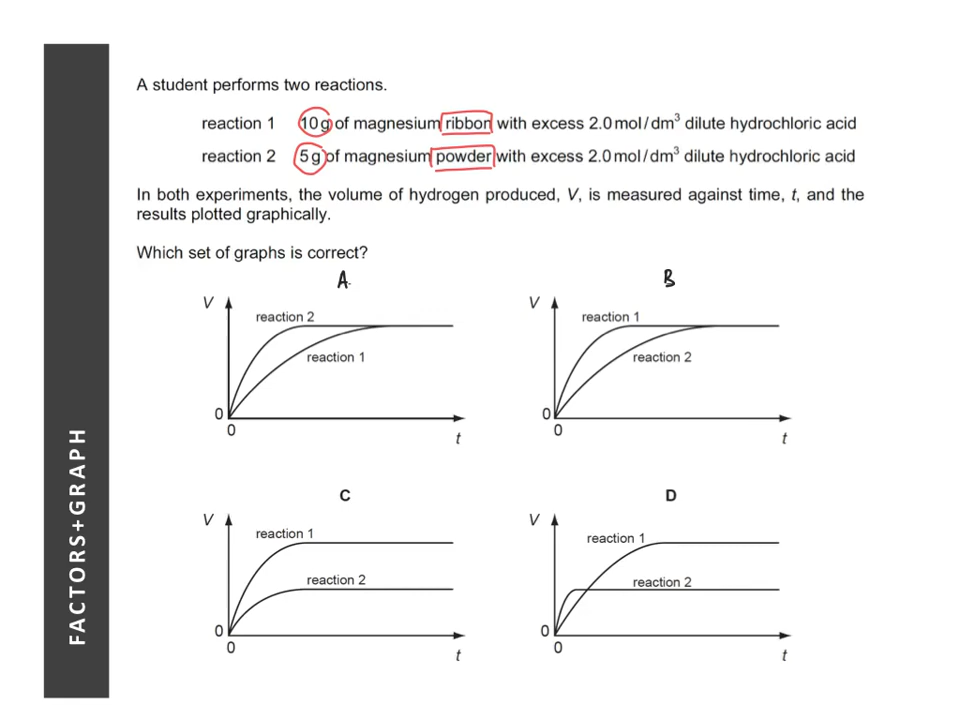 FACTORS+GRAPH
A student performs two reactions.
reaction 1 10g of magnesium ribbon with excess 2.0 mol/dm³ dilute hydrochloric acid
reaction 2 5g of magnesium powder with excess 2.0 mol/dm³ dilute hydrochloric acid
In both experiments, the volume of hydrogen produced, V, is measured against time, t, and the
results plotted graphically.
Which set of graphs is correct?
A.
V
reaction 2
reaction 1
0
0
t
B
V
reaction 1
reaction 2
0
0
t
C
V
reaction 1
reaction 2
0
0
t
D
V
reaction 1
reaction 2
0
0
t